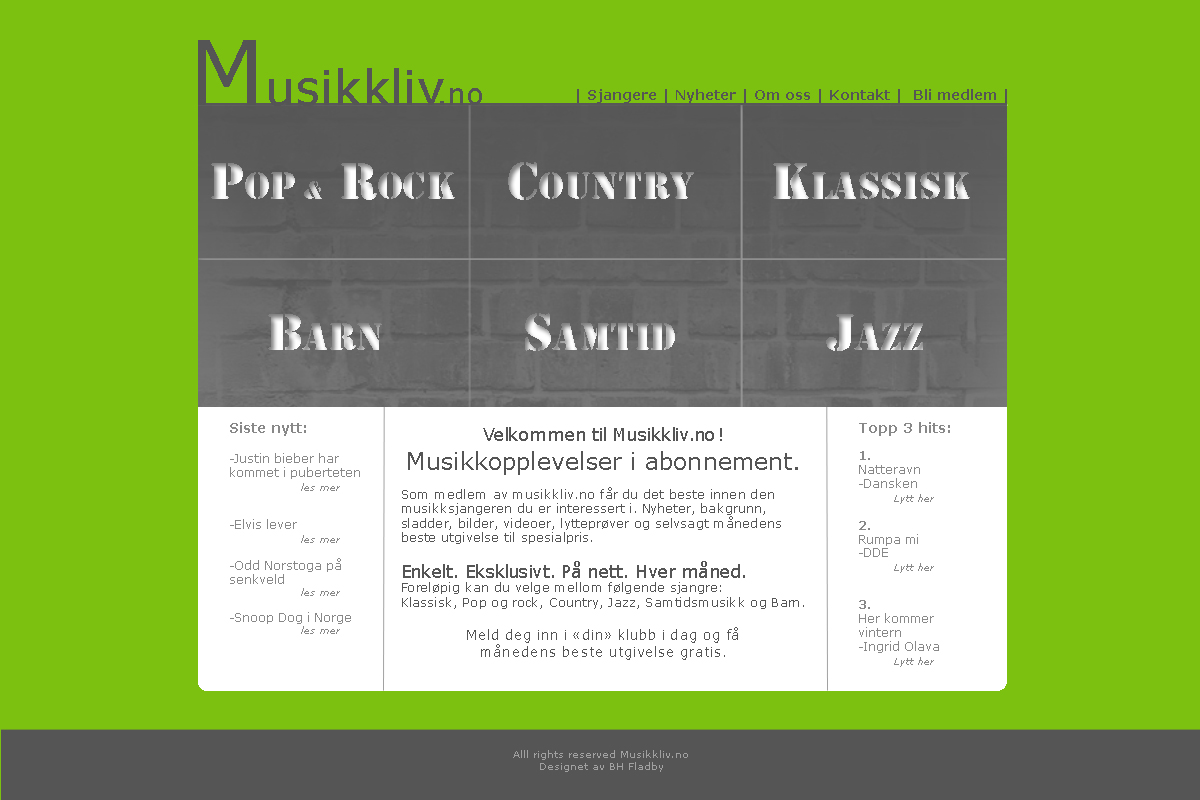 Musikkliv.no
| Sjangere | Nyheter | Om oss | Kontakt | Bli medlem |
Pop & Rock
Country
Klassisk
Barn
Samtid
Jazz
Siste nytt:
-Justin bieber har
kommet i puberteten
les mer
-Elvis lever
les mer
-Odd Norstoga på
senkveld
les mer
-Snoop Dog i Norge
les mer
Velkommen til Musikkliv.no!
Musikkopplevelser i abonnement.
Som medlem av musikkliv.no får du det beste innen den
musikksjangeren du er interessert i. Nyheter, bakgrunn,
sladder, bilder, videoer, lytteprøver og selvsagt månedens
beste utgivelse til spesialpris.
Enkelt. Eksklusivt. På nett. Hver måned.
Foreløpig kan du velge mellom følgende sjangre:
Klassisk, Pop og rock, Country, Jazz, Samtidsmusikk og Barn.
Meld deg inn i «din» klubb i dag og få
månedens beste utgivelse gratis.
Topp 3 hits:
1.
Natteravn
-Dansken
Lytt her
2.
Rumpa mi
-DDE
Lytt her
3.
Her kommer
vintern
-Ingrid Olava
Lytt her
Alll rights reserved Musikkliv.no
Designet av BH Fladby